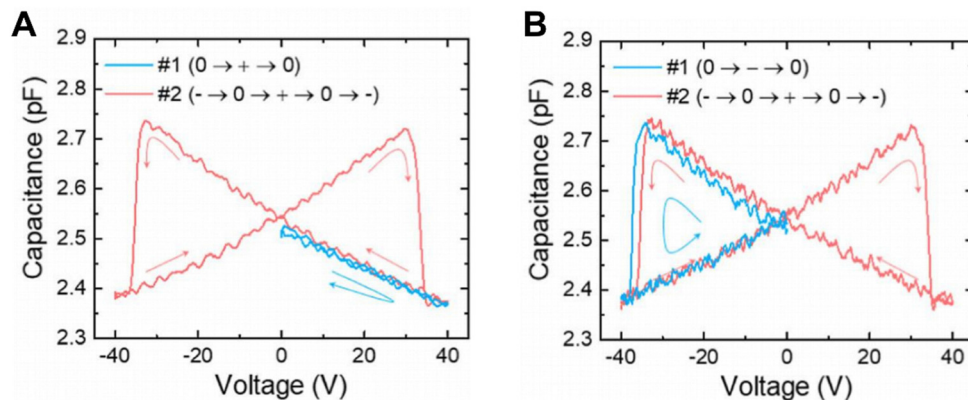 A
2.9
2.8
2.7
2.6
2.5
2.4
2.3
Capacitance (pF)
#1 (0 → + → 0)
#2 (- → 0 → + → 0 → -)
-40
-20
0
20
40
Voltage (V)
B
2.9
2.8
2.7
2.6
2.5
2.4
2.3
Capacitance (pF)
#1 (0 → − → 0)
#2 (- → 0 → + → 0 → -)
-40
-20
0
20
40
Voltage (V)